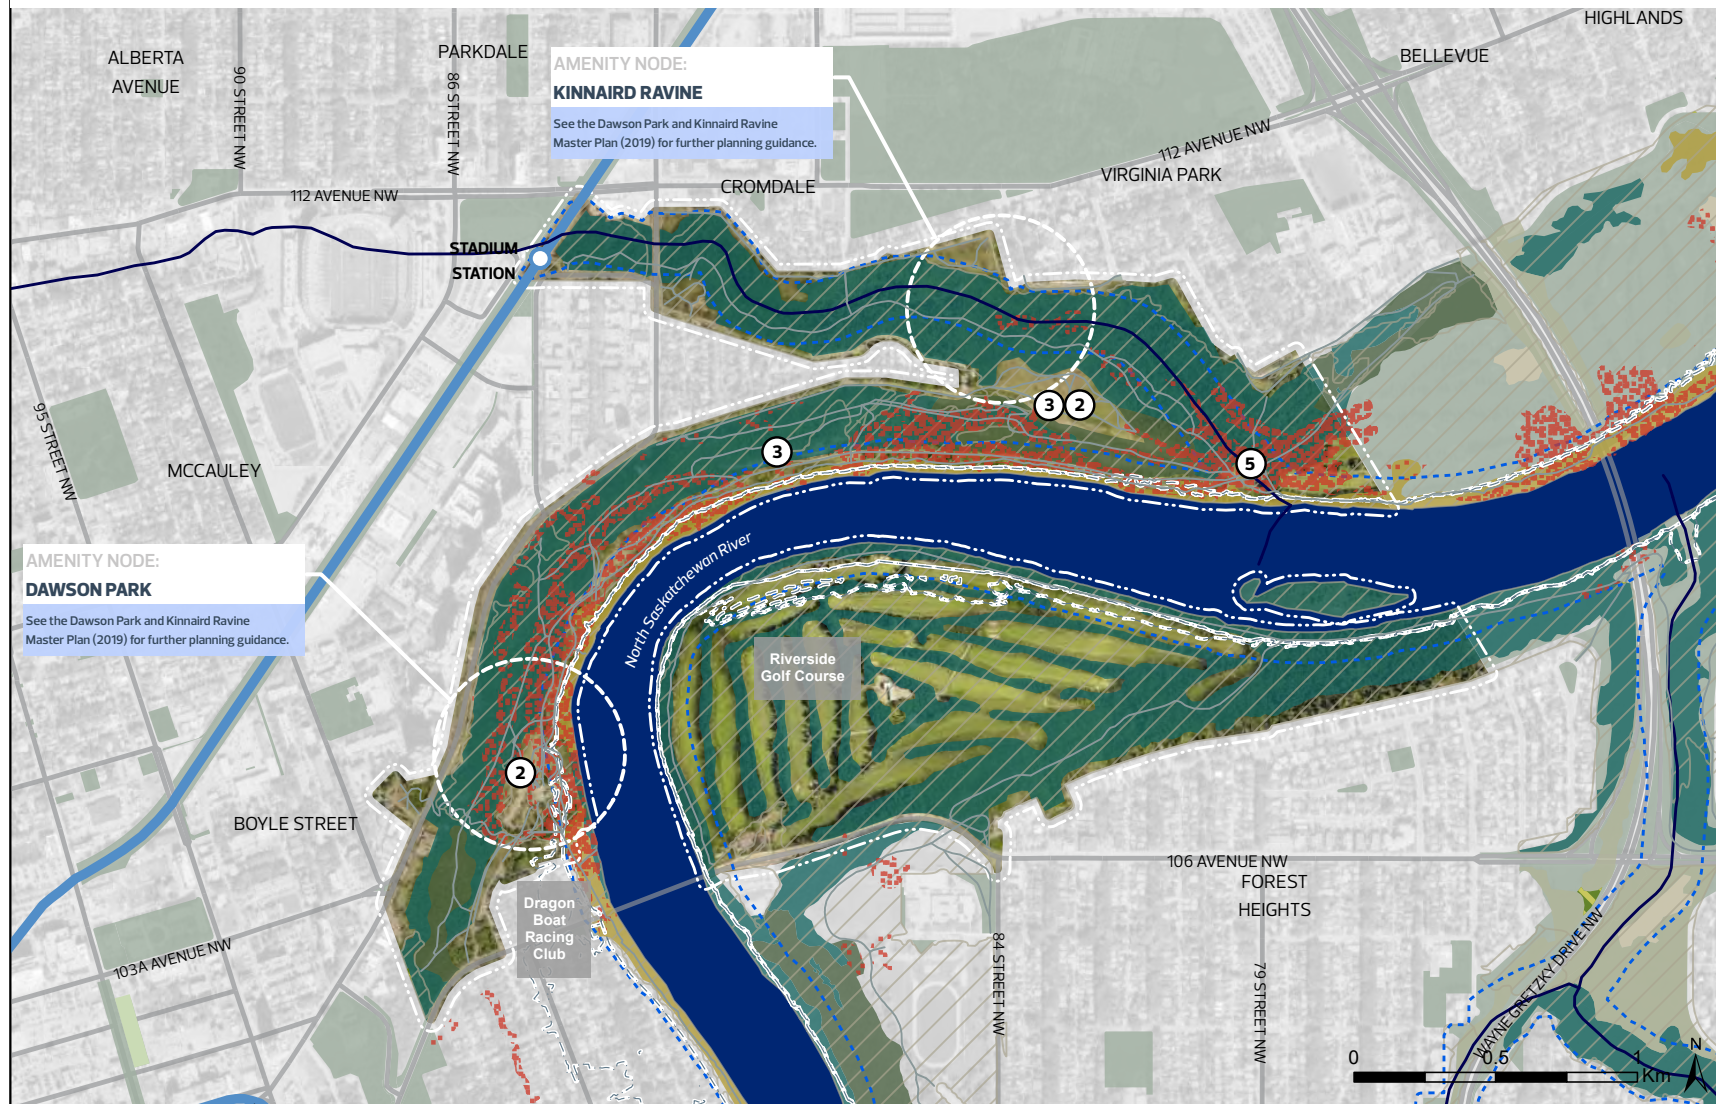 HIGHLANDS
ALBERTA
AVENUE
PARKDALE
BELLEVUE
90 STREET NW
86 STREET NW
AMENITY NODE:
KINNAIRD RAVINE
See the Dawson Park and Kinnaird Ravine
Master Plan (2019) for further planning guidance.
112 AVENUE NW
VIRGINIA PARK
CROMDALE
112 AVENUE NW
STADIUM
STATION
95 STREET NW
MCCAULEY
3
2
3
5
North Saskatchewan River
AMENITY NODE:
DAWSON PARK
See the Dawson Park and Kinnaird Ravine
Master Plan (2019) for further planning guidance.
Riverside
Golf Course
2
BOYLE STREET
106 AVENUE NW
FOREST
HEIGHTS
Dragon
Boat
Racing
Club
103A AVENUE NW
84 STREET NW
79 STREET NW
WAYNE GRETZKY DRIVE NW
0
0.5
1
Km
N